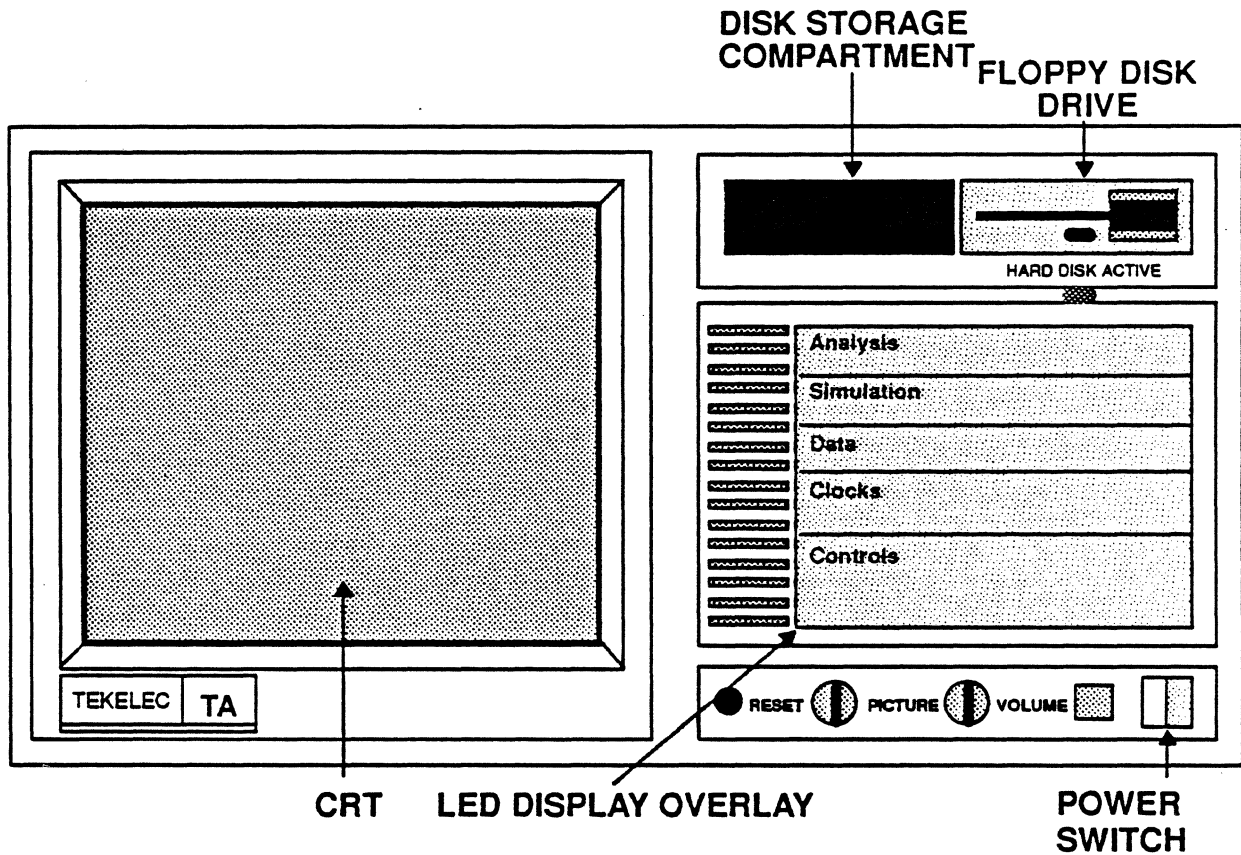 DISK STORAGE
COMPARTMENT
FLOPPY DISK
DRIVE
HARD DISK ACTIVE
Analysis
Simulation
Data
Clocks
Controls
TEKELEC TA
RESET PICTURE VOLUME
CRT LED DISPLAY OVERLAY
POWER
SWITCH